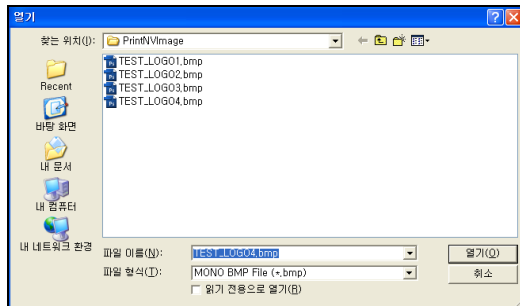 열기
찾는 위치(I):
PrintNVImage
TEST_LOGO1.bmp
TEST_LOGO2.bmp
TEST_LOGO3.bmp
TEST_LOGO4.bmp
Recent
바탕 화면
내 문서
내 컴퓨터
내 네트워크 환경
파일 이름(N):
TEST_LOGO4.bmp
열기(O)
파일 형식(T):
MONO BMP File (*.bmp)
취소
읽기 전용으로 열기(R)